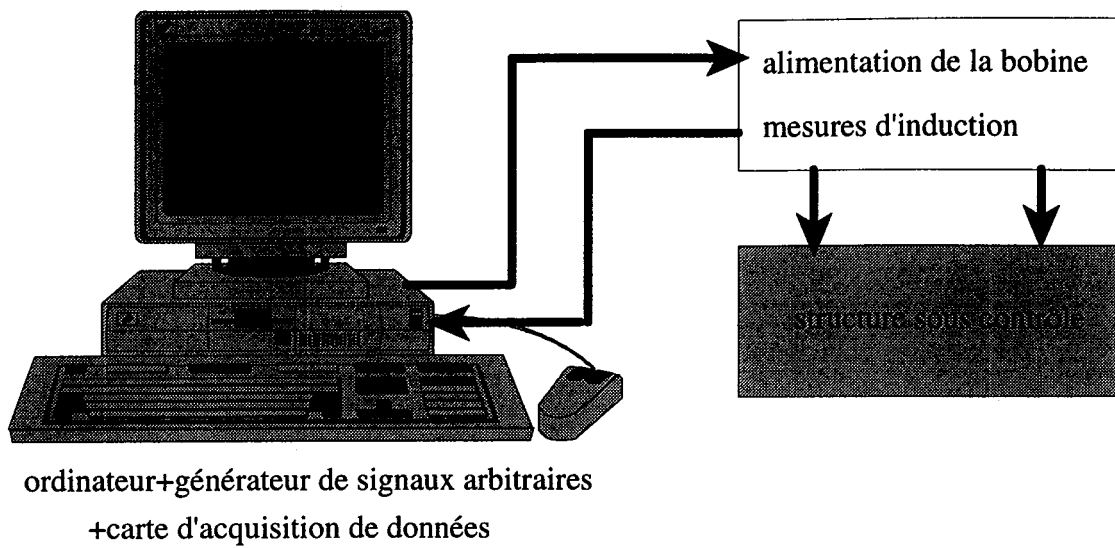 alimentation de la bobine
mesures d'induction
structure sous contrôle
ordinateur+générateur de signaux arbitraires
+carte d'acquisition de données